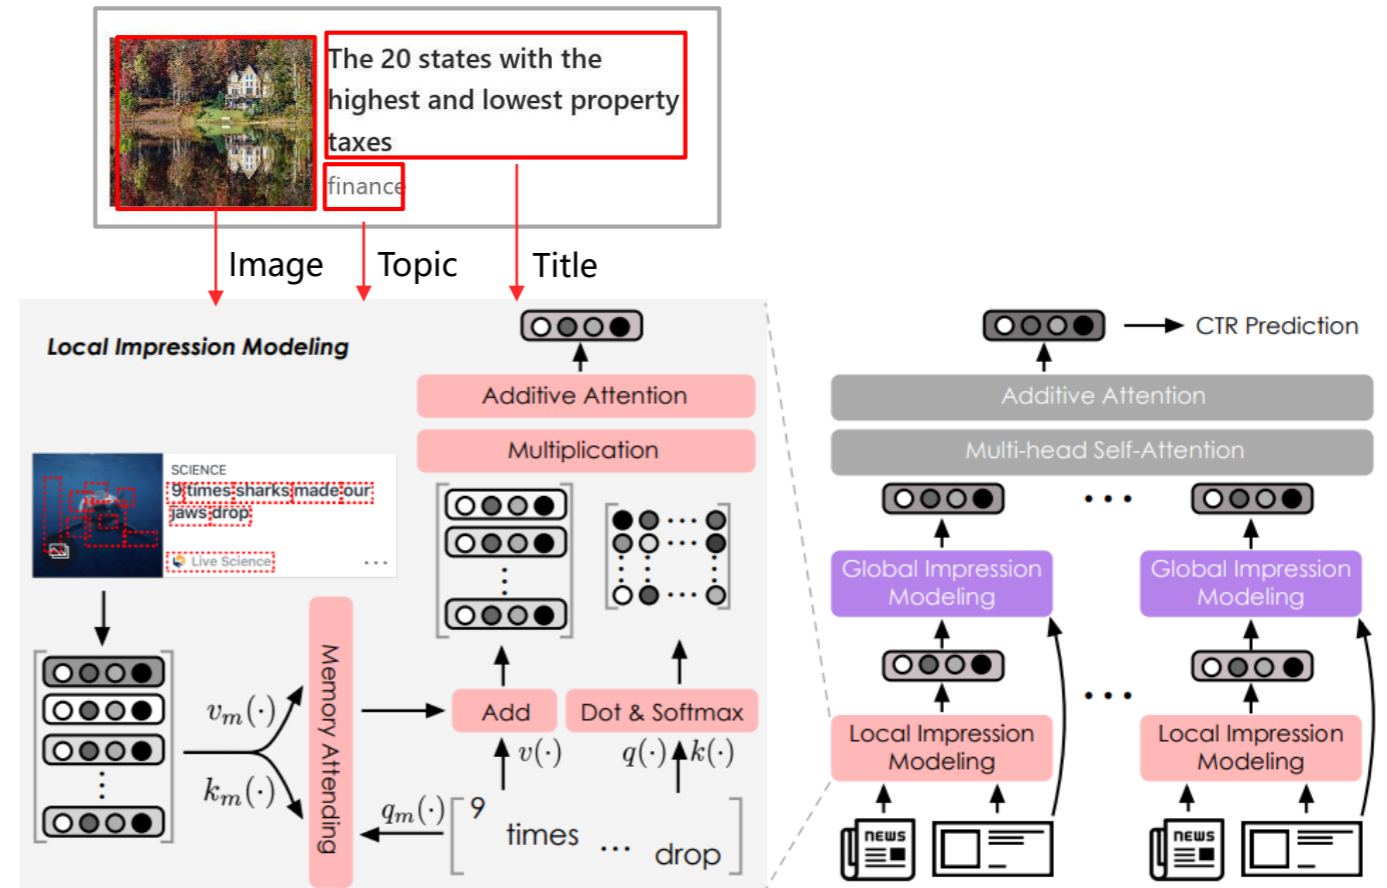 The 20 states with the
highest and lowest property
taxes
finance
Image
Topic
Title
Local Impression Modeling
Additive Attention
Multiplication
SCIENCE
9 times sharks made our
jaws drop
Live Science
...
v_m(·)
k_m(·)
Memory Attending
Add
Dot & Softmax
v(·)
q(·)
k(·)
q_m(·)
9
times
...
drop
CTR Prediction
Additive Attention
Multi-head Self-Attention
...
Global Impression
Modeling
Global Impression
Modeling
...
Local Impression
Modeling
Local Impression
Modeling
NEWS
NEWS